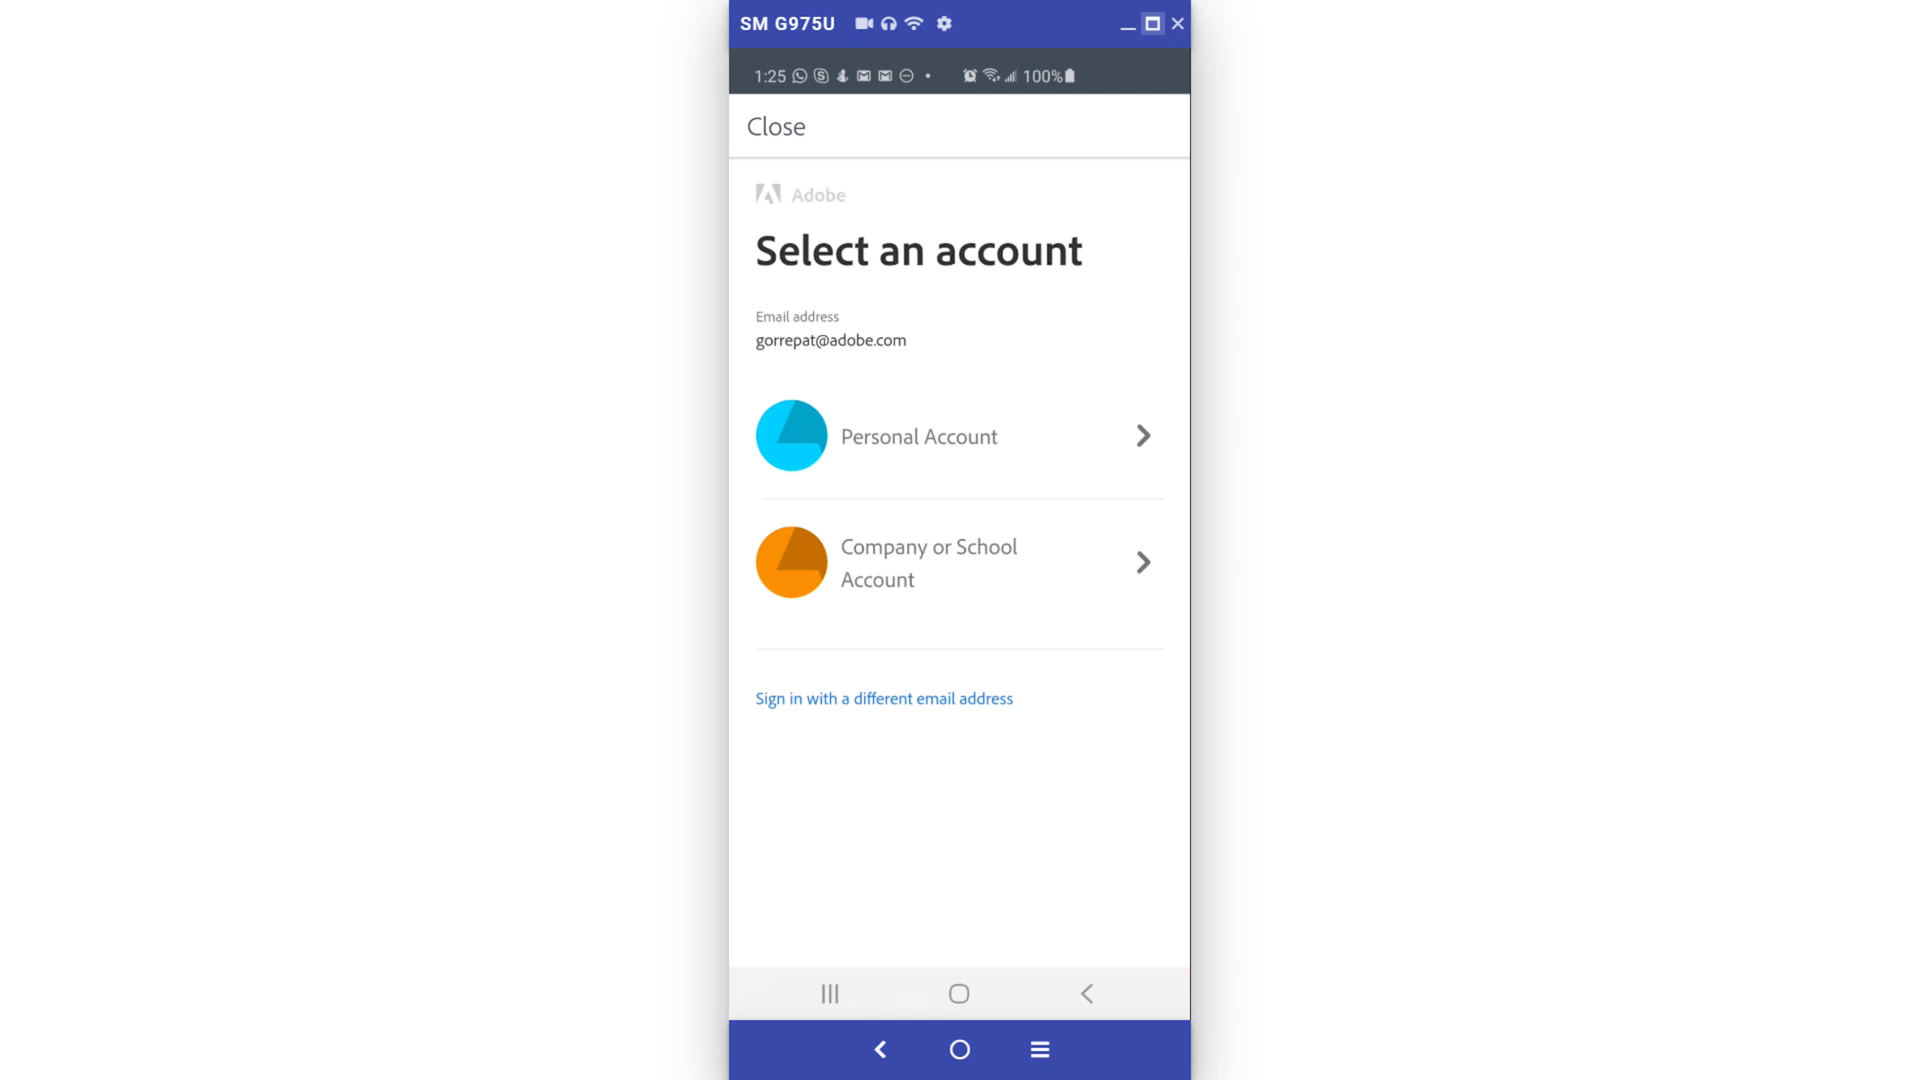 SM G975U
1:25 100%
Close
Adobe
Select an account
Email address
gorrepat@adobe.com
Personal Account
Company or School
Account
Sign in with a different email address